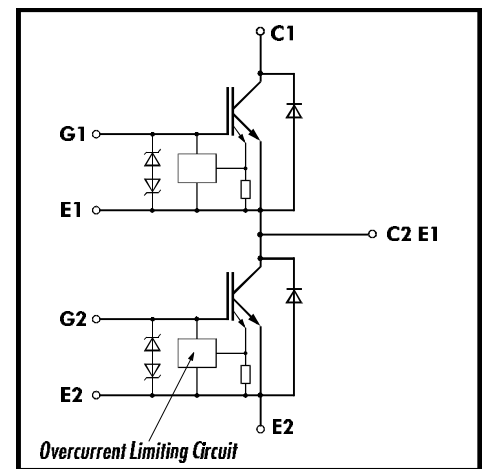 C1
G1
E1
C2 E1
G2
E2
E2
Overcurrent Limiting Circuit